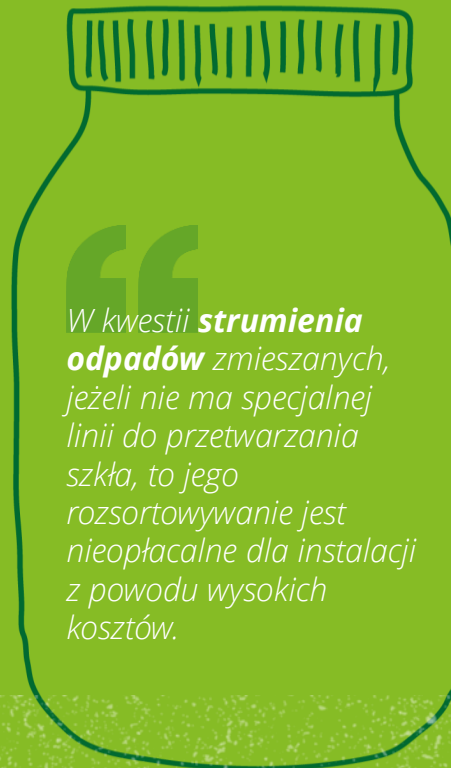 W kwestii strumienia
odpadów zmieszanych,
jeżeli nie ma specjalnej
linii do przetwarzania
szkła, to jego
rozsortowywanie jest
nieopłacalne dla instalacji
z powodu wysokich
kosztów.